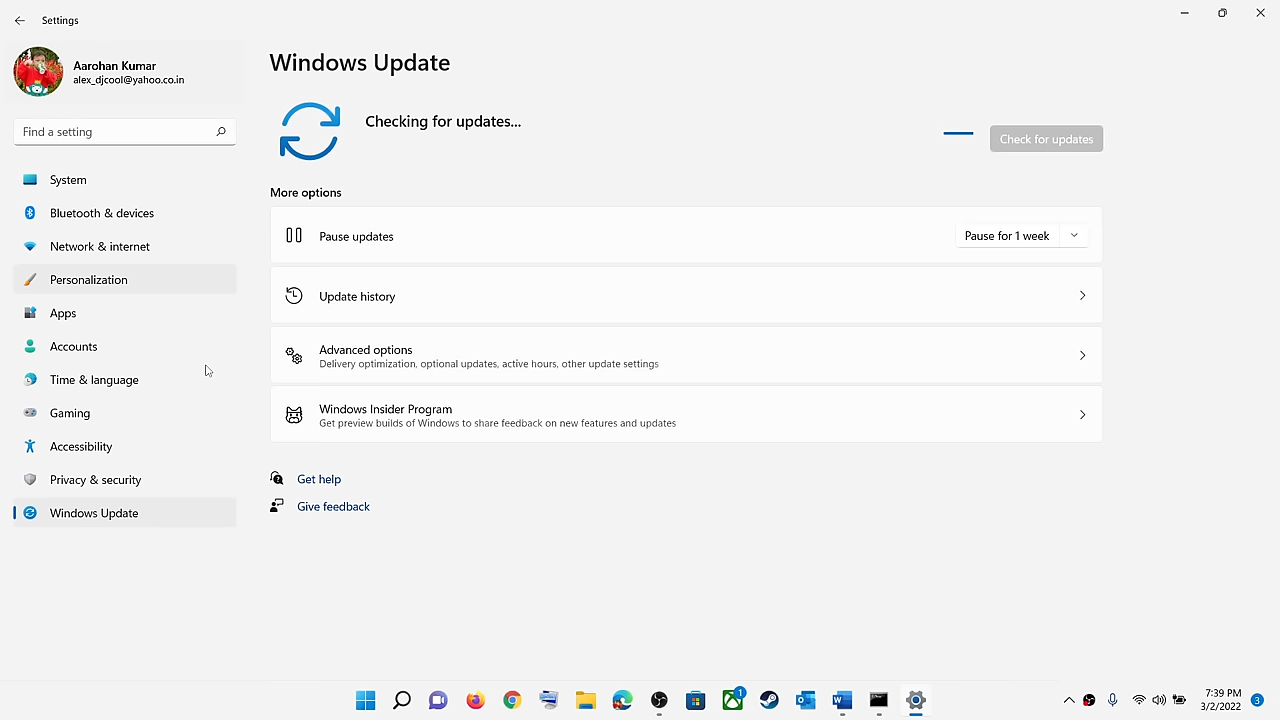 Settings
Aarohan Kumar
alex_djcool@yahoo.co.in
Find a setting
System
Bluetooth & devices
Network & internet
Personalization
Apps
Accounts
Time & language
Gaming
Accessibility
Privacy & security
Windows Update
Windows Update
Checking for updates...
Check for updates
More options
Pause updates
Pause for 1 week
Update history
Advanced options
Delivery optimization, optional updates, active hours, other update settings
Windows Insider Program
Get preview builds of Windows to share feedback on new features and updates
Get help
Give feedback
1
7:39 PM
3/2/2022
3